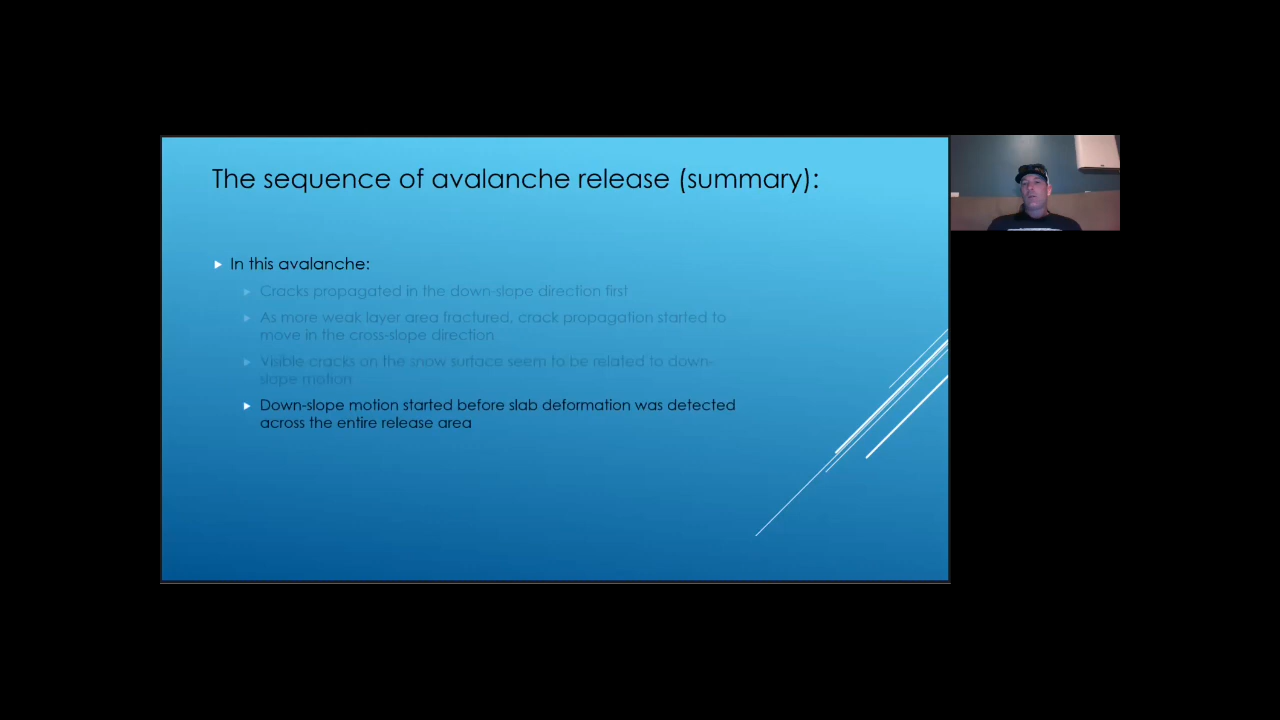 The sequence of avalanche release (summary):
In this avalanche:
Cracks propagated in the down-slope direction first
As more weak layer area fractured, crack propagation started to
move in the cross-slope direction
Visible cracks on the snow surface seem to be related to down-
slope motion
Down-slope motion started before slab deformation was detected
across the entire release area